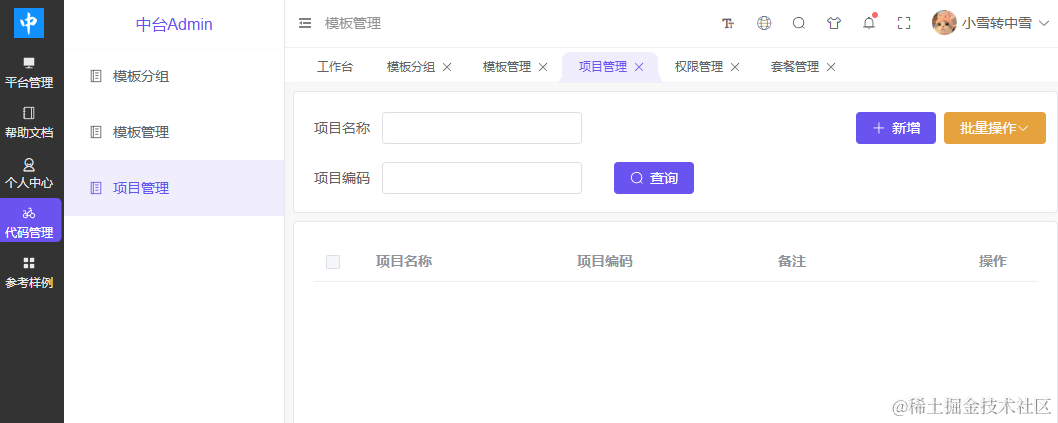 中
平台管理
帮助文档
个人中心
代码管理
参考样例
中台Admin
模板分组
模板管理
项目管理
模板管理
小雪转中雪
工作台
模板分组
模板管理
项目管理
权限管理
套餐管理
项目名称
新增
批量操作
项目编码
查询
项目名称 项目编码 备注 操作
@稀土掘金技术社区